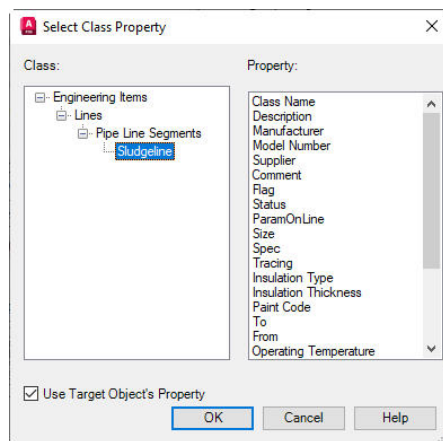 Select Class Property
Class:
Property:
Engineering Items
Lines
Pipe Line Segments
Sludgeline
Class Name
Description
Manufacturer
Model Number
Supplier
Comment
Flag
Status
ParamOnLine
Size
Spec
Tracing
Insulation Type
Insulation Thickness
Paint Code
To
From
Operating Temperature
Use Target Object's Property
OK
Cancel
Help